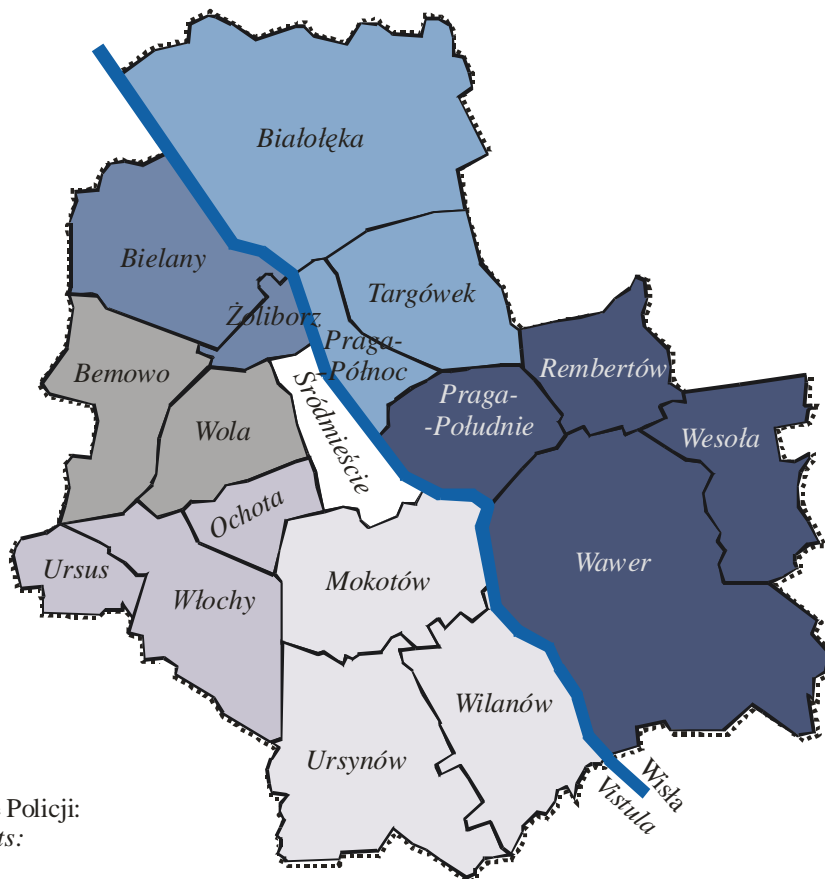 Białołęka
Bielany
Targówek
Żoliborz
Praga-
-Północ
Bemowo
Rembertów
Praga-
-Południe
Wesoła
Wola
Śródmieście
Ochota
Ursus
Włochy
Mokotów
Wawer
Wilanów
Ursynów
Wisła
Vistula
Policji:
ts: